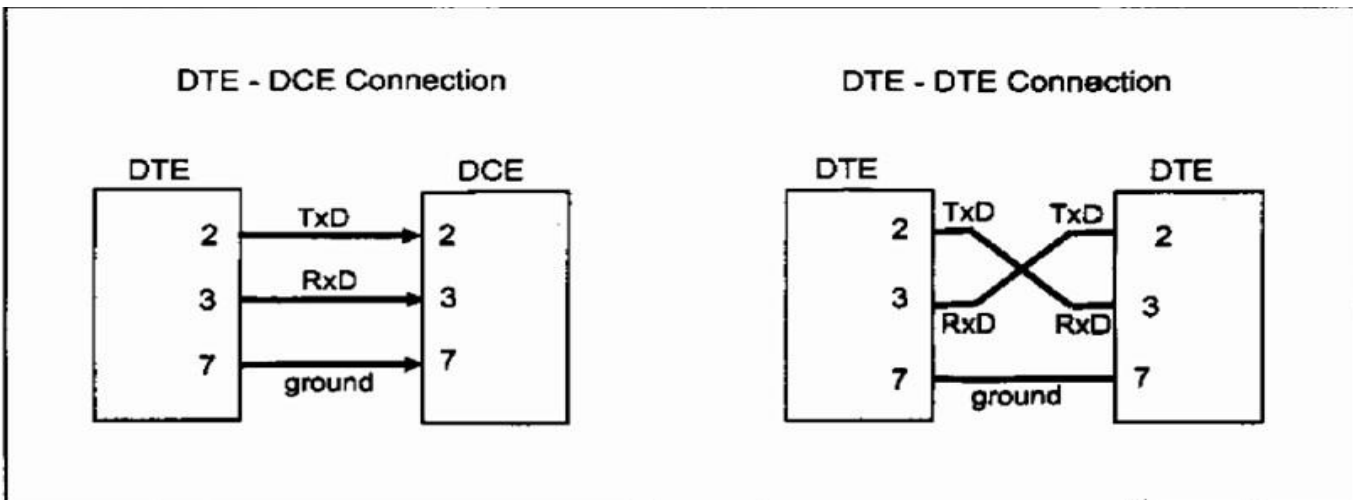 DTE - DCE Connection
DTE
DCE
2
TxD
2
3
RxD
3
7
ground
7
DTE - DTE Connection
DTE
DTE
2
TxD
TxD
2
3
RxD
RxD
3
7
ground
7